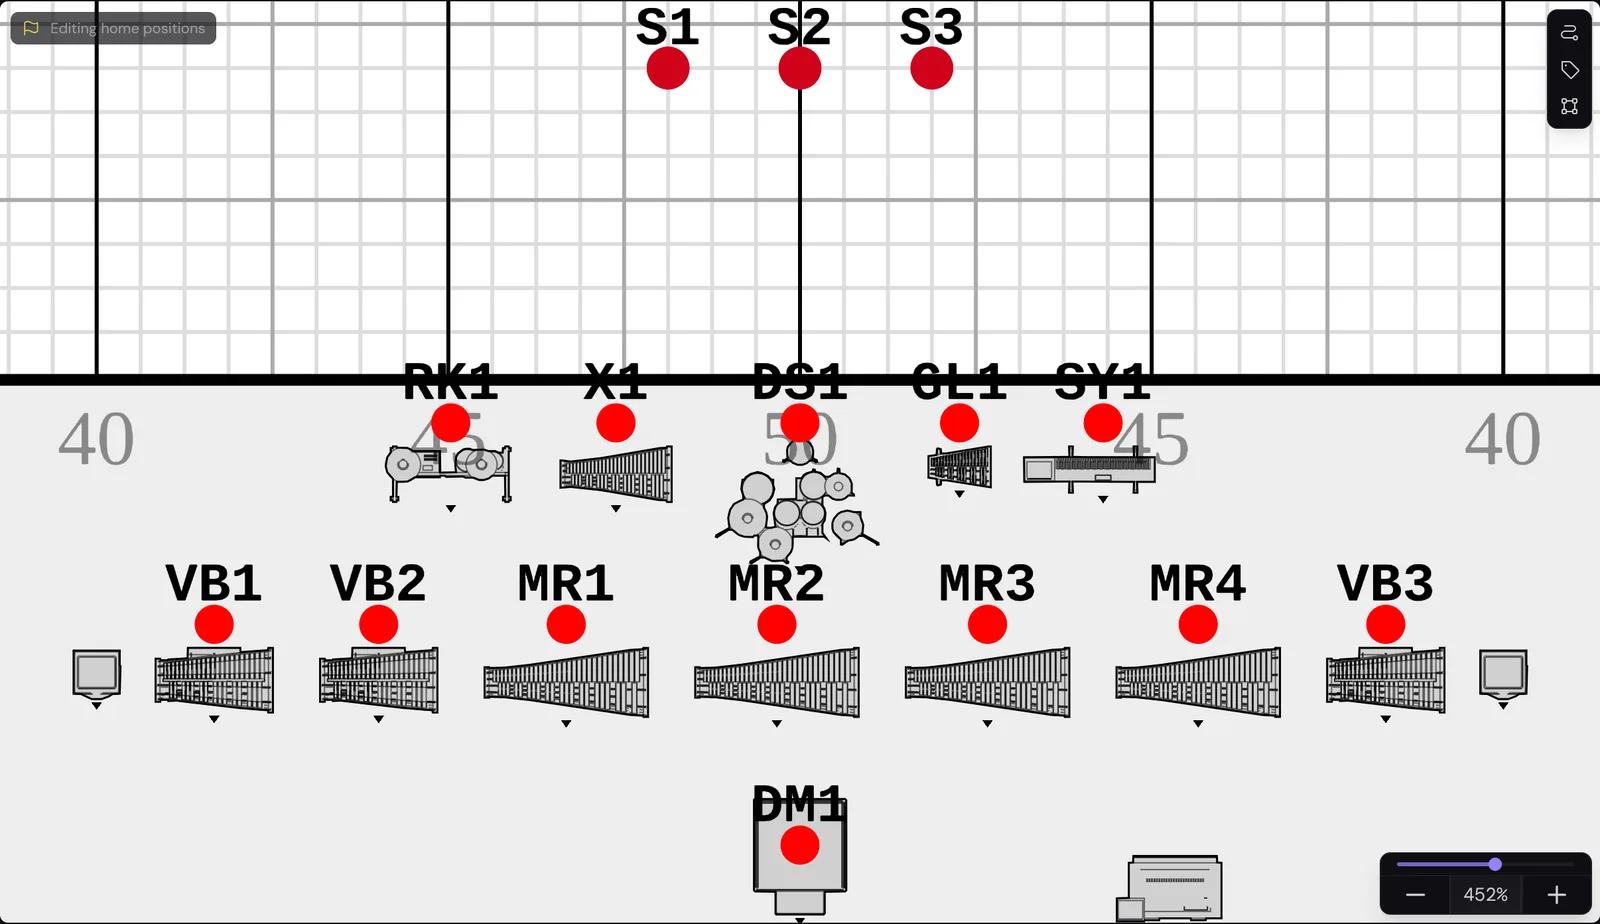 Editing home positions
S1 S2 S3
RK1 X1 DS1 GL1 SY1
40 45 50 45 40
VB1 VB2 MR1 MR2 MR3 MR4 VB3
DM1
452%